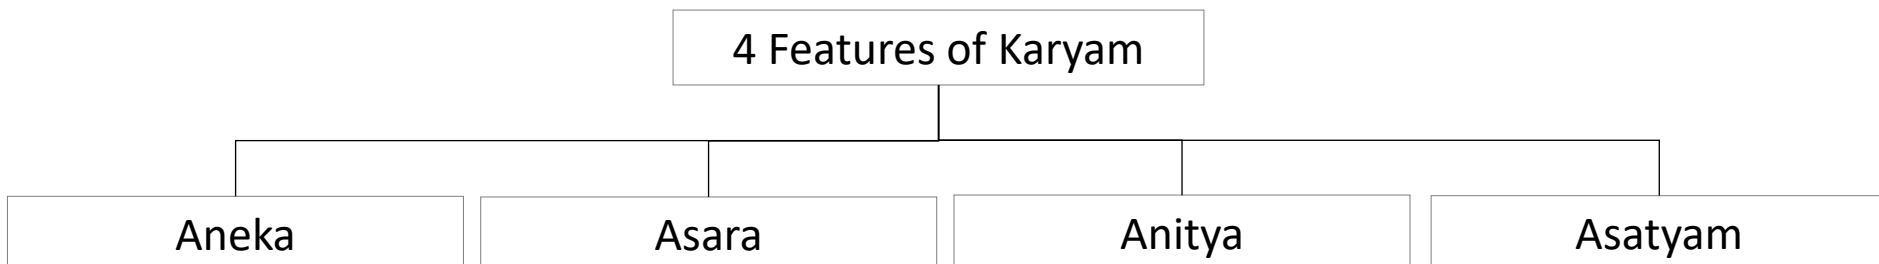 4 Features of Karyam
Aneka
Asara
Anitya
Asatyam